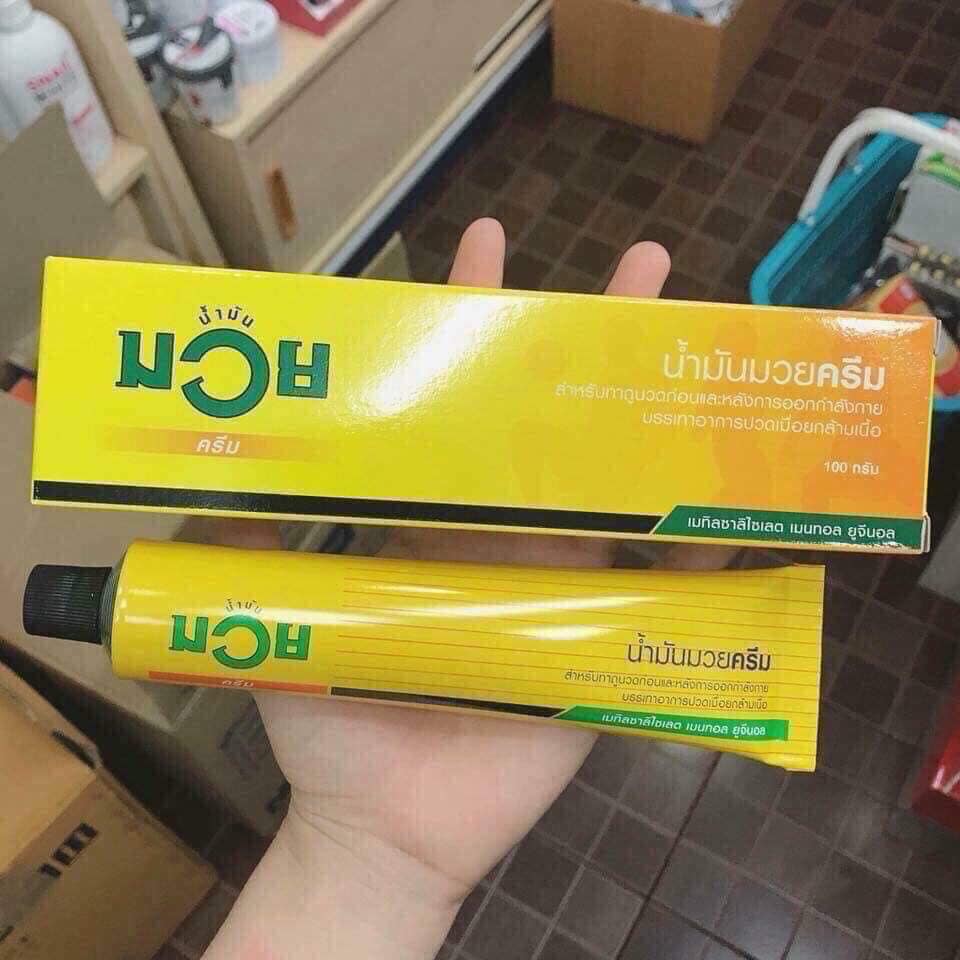 น้ำมัน
มวย
ครีม
น้ำมันมวยครีม
สำหรับทาถูนวดก่อนและหลังการออกกำลังกาย
บรรเทาอาการปวดเมื่อยกล้ามเนื้อ
100 กรัม
เมทิลซาลิไซเลต เมนทอล ยูจีนอล
น้ำมัน
มวย
ครีม
น้ำมันมวยครีม
สำหรับทาถูนวดก่อนและหลังการออกกำลังกาย
บรรเทาอาการปวดเมื่อยกล้ามเนื้อ
เมทิลซาลิไซเลต เมนทอล ยูจีนอล